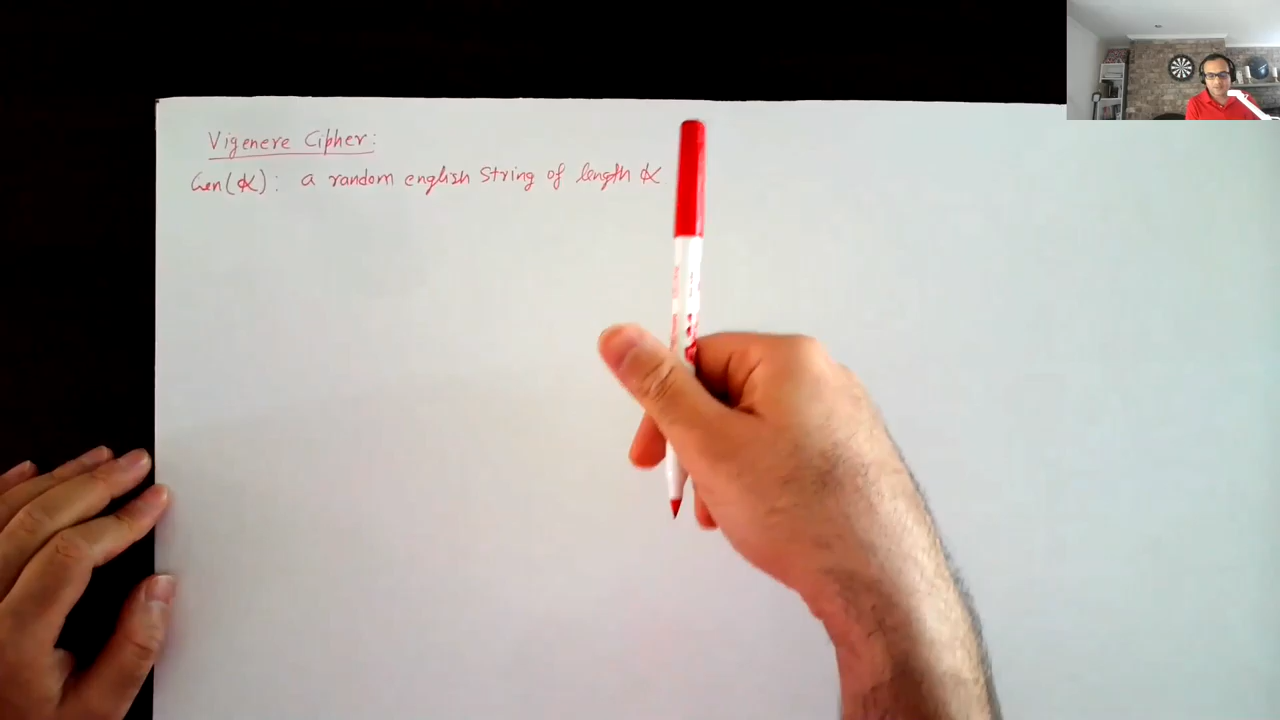 Vigenere Cipher:
Gen(k): a random english string of length k